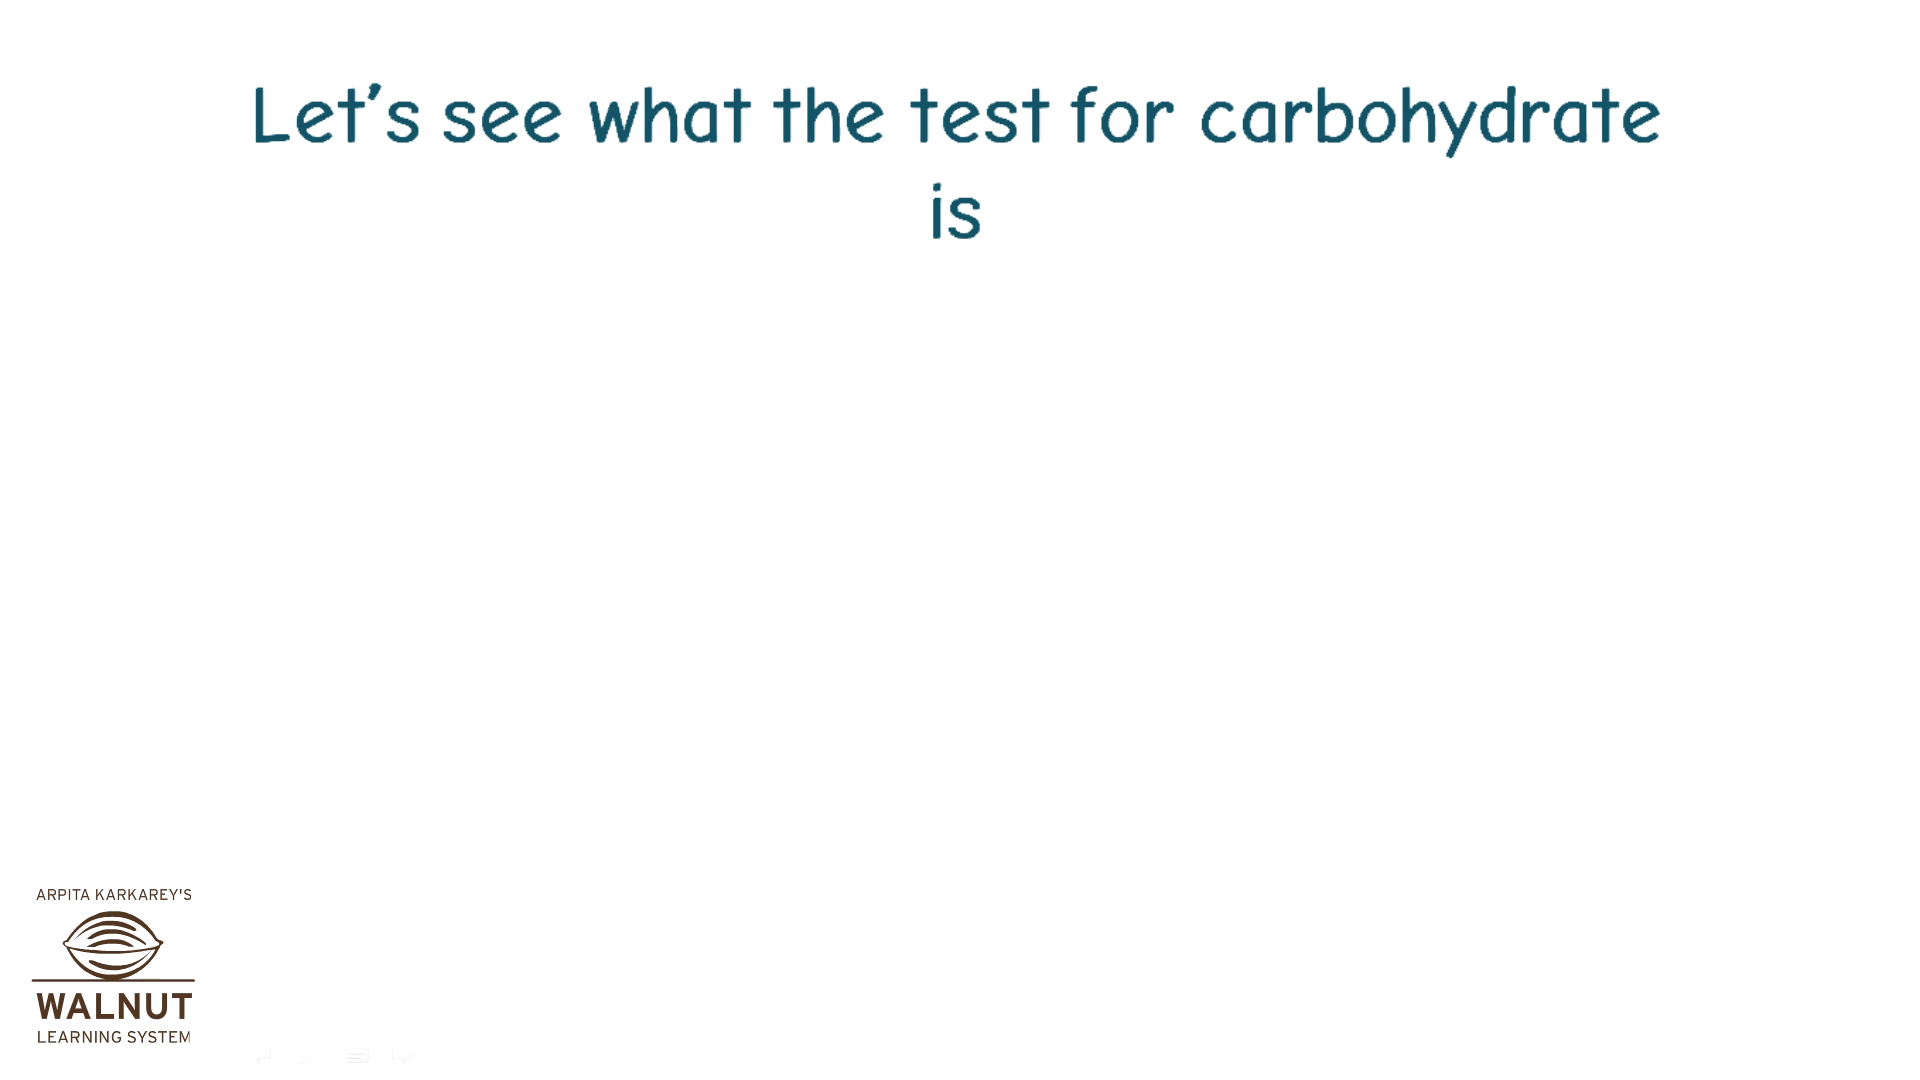 Let’s see what the test for carbohydrate
is
ARPITA KARKAREY'S
WALNUT
LEARNING SYSTEM